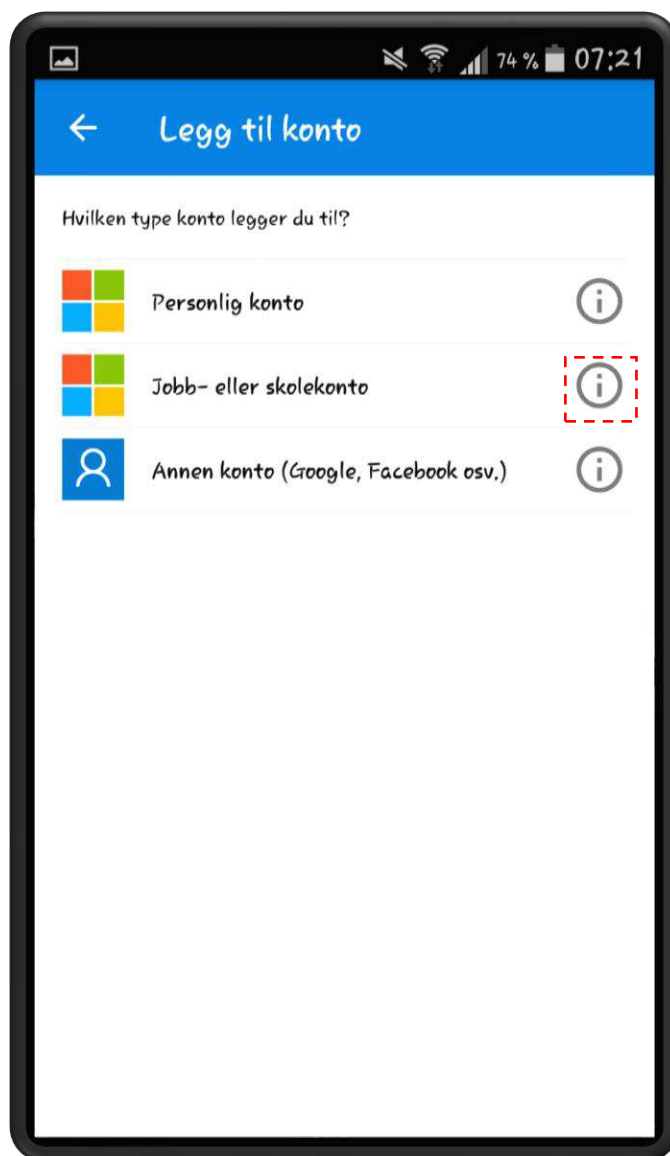 74 % 07:21
Legg til konto
Hvilken type konto legger du til?
Personlig konto
Jobb- eller skolekonto
Annen konto (Google, Facebook osv.)